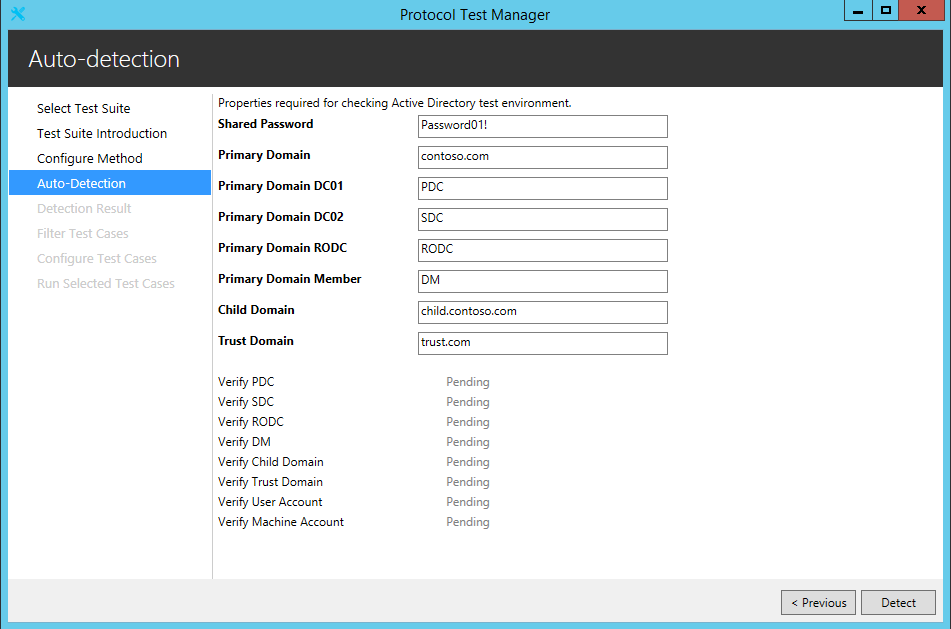 Protocol Test Manager
Auto-detection
Select Test Suite
Test Suite Introduction
Configure Method
Auto-Detection
Detection Result
Filter Test Cases
Configure Test Cases
Run Selected Test Cases
Properties required for checking Active Directory test environment.
Shared Password Password01!
Primary Domain contoso.com
Primary Domain DC01 PDC
Primary Domain DC02 SDC
Primary Domain RODC RODC
Primary Domain Member DM
Child Domain child.contoso.com
Trust Domain trust.com
Verify PDC Pending
Verify SDC Pending
Verify RODC Pending
Verify DM Pending
Verify Child Domain Pending
Verify Trust Domain Pending
Verify User Account Pending
Verify Machine Account Pending
< Previous Detect